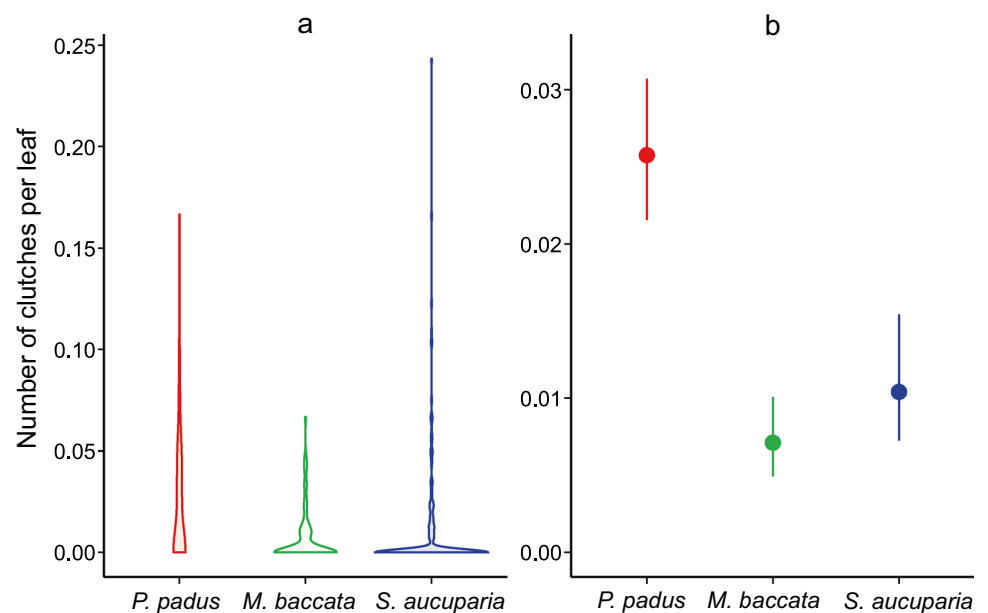 a
b
Number of clutches per leaf
0.25
0.20
0.15
0.10
0.05
0.00
P. padus M. baccata S. aucuparia
0.03
0.02
0.01
0.00
P. padus M. baccata S. aucuparia